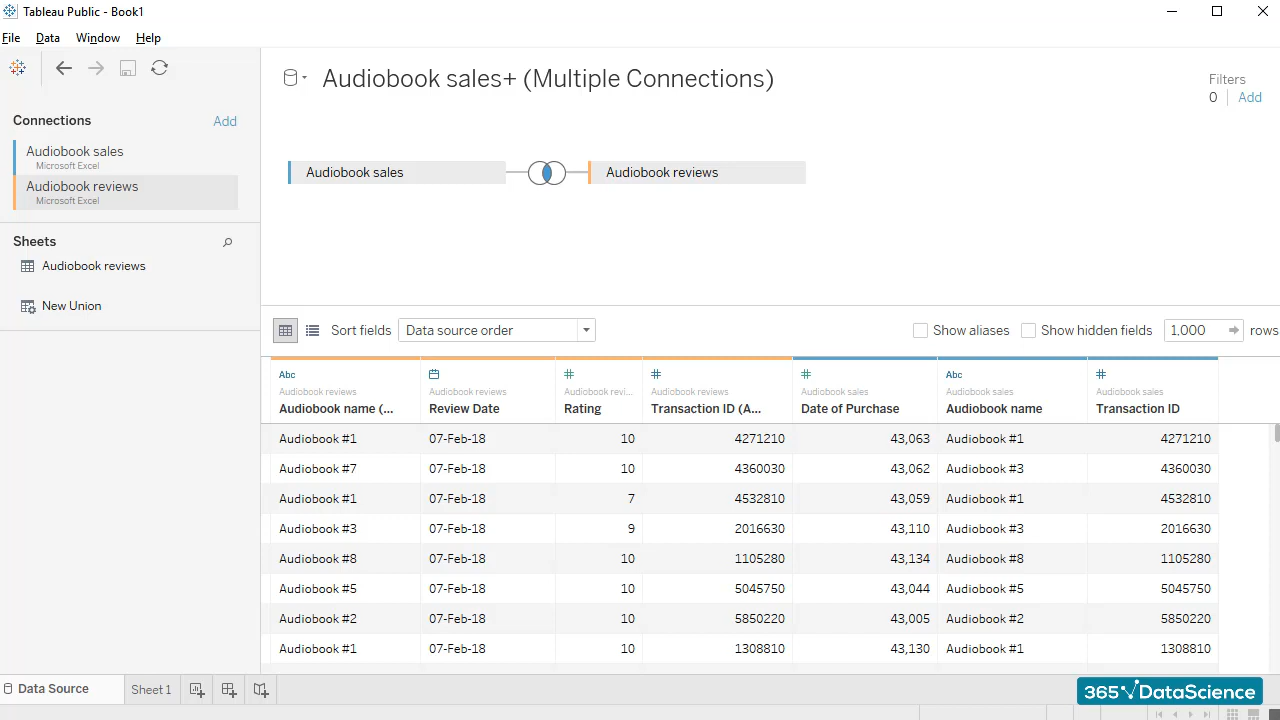 Tableau Public - Book1
File Data Window Help
Connections Add
Audiobook sales
Microsoft Excel
Audiobook reviews
Microsoft Excel
Sheets
Audiobook reviews
New Union
Audiobook sales+ (Multiple Connections)
Filters
0 Add
Audiobook sales Audiobook reviews
Sort fields Data source order Show aliases Show hidden fields 1,000 rows
Abc # # # Abc #
Audiobook reviews Audiobook reviews Audiobook revi... Audiobook reviews Audiobook sales Audiobook sales Audiobook sales
Audiobook name (... Review Date Rating Transaction ID (A... Date of Purchase Audiobook name Transaction ID
Audiobook #1 07-Feb-18 10 4271210 43,063 Audiobook #1 4271210
Audiobook #7 07-Feb-18 10 4360030 43,062 Audiobook #3 4360030
Audiobook #1 07-Feb-18 7 4532810 43,059 Audiobook #1 4532810
Audiobook #3 07-Feb-18 9 2016630 43,110 Audiobook #3 2016630
Audiobook #8 07-Feb-18 10 1105280 43,134 Audiobook #8 1105280
Audiobook #5 07-Feb-18 10 5045750 43,044 Audiobook #5 5045750
Audiobook #2 07-Feb-18 10 5850220 43,005 Audiobook #2 5850220
Audiobook #1 07-Feb-18 10 1308810 43,130 Audiobook #1 1308810
Data Source Sheet 1
365 DataScience